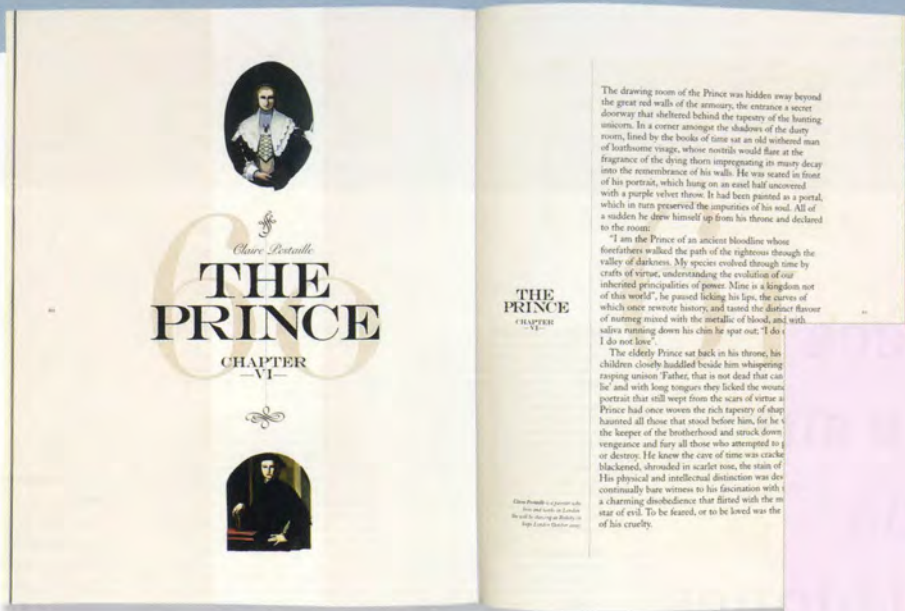 Claire Pestaille
THE
PRINCE
CHAPTER
—VI—
THE
PRINCE
CHAPTER
—VI—
The drawing room of the Prince was hidden away beyond
the great red walls of the armoury, the entrance a secret
doorway that sheltered behind the tapestry of the hunting
unicorn. In a corner amongst the shadows of the dusty
room, lined by the books of time sat an old withered man
of loathsome visage, whose nostrils would flare at the
fragrance of the dying thorn impregnating its musty decay
into the remembrance of his walls. He was seated in front
of his portrait, which hung on an easel half uncovered
with a purple velvet throw. It had been painted as a portal,
which in turn preserved the impurities of his soul. All of
a sudden he drew himself up from his throne and declared
to the room:
"I am the Prince of an ancient bloodline whose
forefathers walked the path of the righteous through the
valley of darkness. My species evolved through time by
crafts of virtue, understanding the evolution of our
inherited principalities of power. Mine is a kingdom not
of this world", he paused licking his lips, the curves of
which once rewrote history, and tasted the distinct flavour
of nutmeg mixed with the metallic of blood, and with
saliva running down his chin he spat out; "I do
I do not love".
The elderly Prince sat back in his throne, his
children closely huddled beside him whispering
rasping unison 'Father, that is not dead that can
lie' and with long tongues they licked the
portrait that still wept from the scars of virtue
Prince had once woven the rich tapestry of
haunted all those that stood before him, for he
the keeper of the brotherhood and struck down
vengeance and fury all those who attempted to
or destroy. He knew the cave of time was
blackened, shrouded in scarlet rose, the stain of
His physical and intellectual distinction was
continually bare witness to his fascination with
a charming disobedience that flirted with the
star of evil. To be feared, or to be loved was the
of his cruelty.
Claire Pestaille is a painter who
lives and works in London